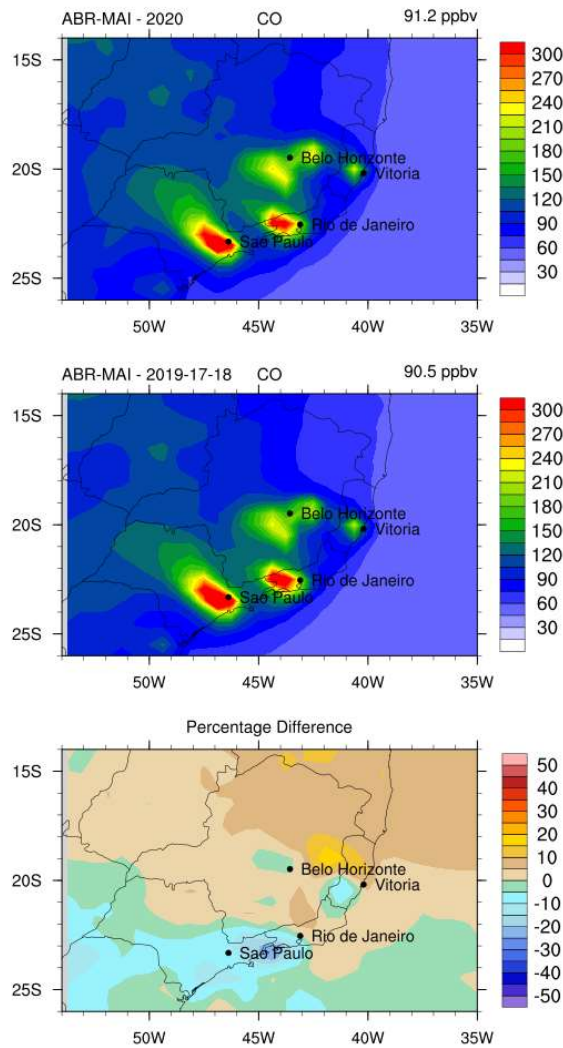 ABR-MAI - 2020 CO 91.2 ppbv
15S
20S
25S
Belo Horizonte
Vitoria
Rio de Janeiro
Sao Paulo
50W 45W 40W 35W
300
270
240
210
180
150
120
90
60
30
ABR-MAI - 2019-17-18 CO 90.5 ppbv
15S
20S
25S
Belo Horizonte
Vitoria
Rio de Janeiro
Sao Paulo
50W 45W 40W 35W
300
270
240
210
180
150
120
90
60
30
Percentage Difference
15S
20S
25S
Belo Horizonte
Vitoria
Rio de Janeiro
Sao Paulo
50W 45W 40W 35W
50
40
30
20
10
0
-10
-20
-30
-40
-50